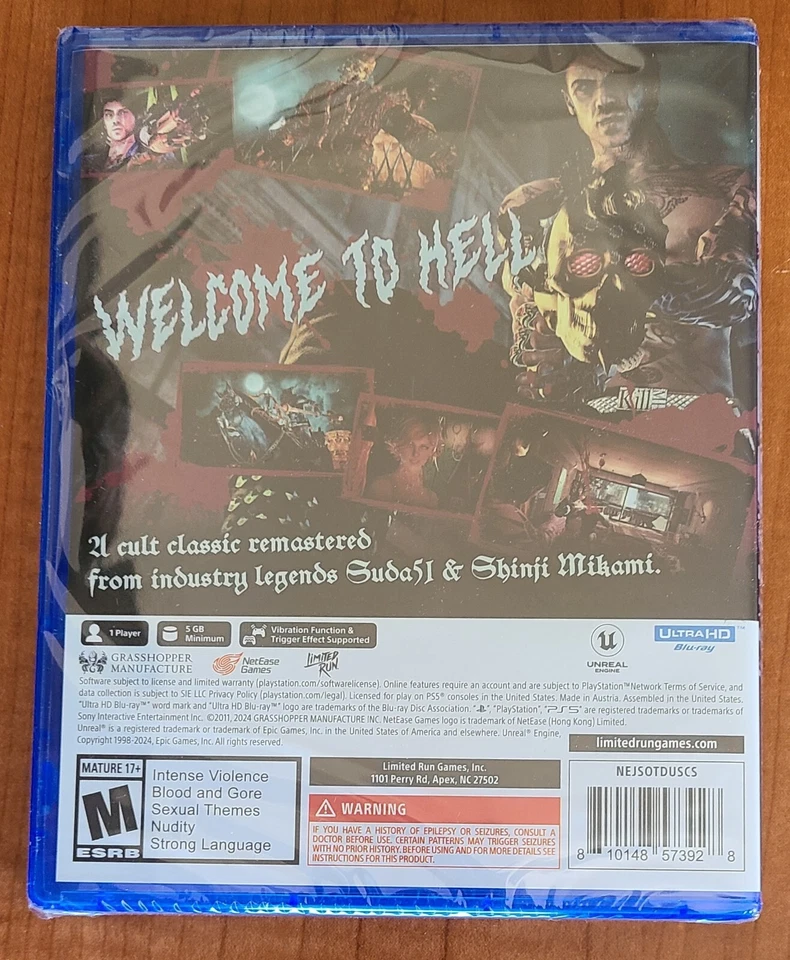 WELCOME TO HELL
Kill
A cult classic remastered
from industry legends Suda51 & Shinji Mikami.
1 Player
5 GB
Minimum
Vibration Function &
Trigger Effect Supported
GRASSHOPPER
MANUFACTURE
NetEase
Games
LIMITED
RUN
UNREAL
ENGINE
ULTRA HD
Blu-ray™
Software subject to license and limited warranty (playstation.com/softwarelicense). Online features require an account and are subject to PlayStation™Network Terms of Service, and
data collection is subject to SIE LLC Privacy Policy (playstation.com/legal). Licensed for play on PS5® consoles in the United States. Made in Austria. Assembled in the United States.
"Ultra HD Blu-ray™" word mark and "Ultra HD Blu-ray™" logo are trademarks of the Blu-ray Disc Association. "PS", "PlayStation", "PS5" are registered trademarks or trademarks of
Sony Interactive Entertainment Inc. ©2011, 2024 GRASSHOPPER MANUFACTURE INC. NetEase Games logo is trademark of NetEase (Hong Kong) Limited.
Unreal® is a registered trademark or trademark of Epic Games, Inc. in the United States of America and elsewhere. Unreal® Engine,
Copyright 1998-2024, Epic Games, Inc. All rights reserved.
limitedrungames.com
MATURE 17+
M
ESRB
Intense Violence
Blood and Gore
Sexual Themes
Nudity
Strong Language
Limited Run Games, Inc.
1101 Perry Rd, Apex, NC 27502
WARNING
IF YOU HAVE A HISTORY OF EPILEPSY OR SEIZURES, CONSULT A
DOCTOR BEFORE USE. CERTAIN PATTERNS MAY TRIGGER SEIZURES
WITH NO PRIOR HISTORY. BEFORE USING AND FOR MORE DETAILS SEE
INSTRUCTIONS FOR THIS PRODUCT.
NEJSOTDUSCS
8 10148 57392 8